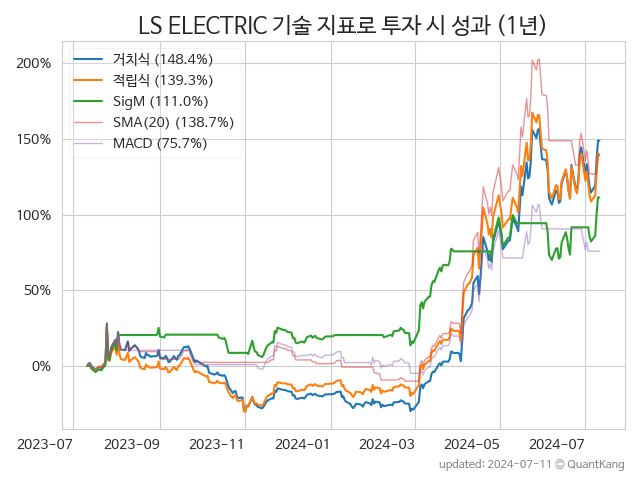 LS ELECTRIC 기술 지표로 투자 시 성과 (1년)
거치식 (148.4%)
적립식 (139.3%)
SigM (111.0%)
SMA(20) (138.7%)
MACD (75.7%)
200%
150%
100%
50%
0%
2023-07 2023-09 2023-11 2024-01 2024-03 2024-05 2024-07
updated: 2024-07-11 © QuantKang